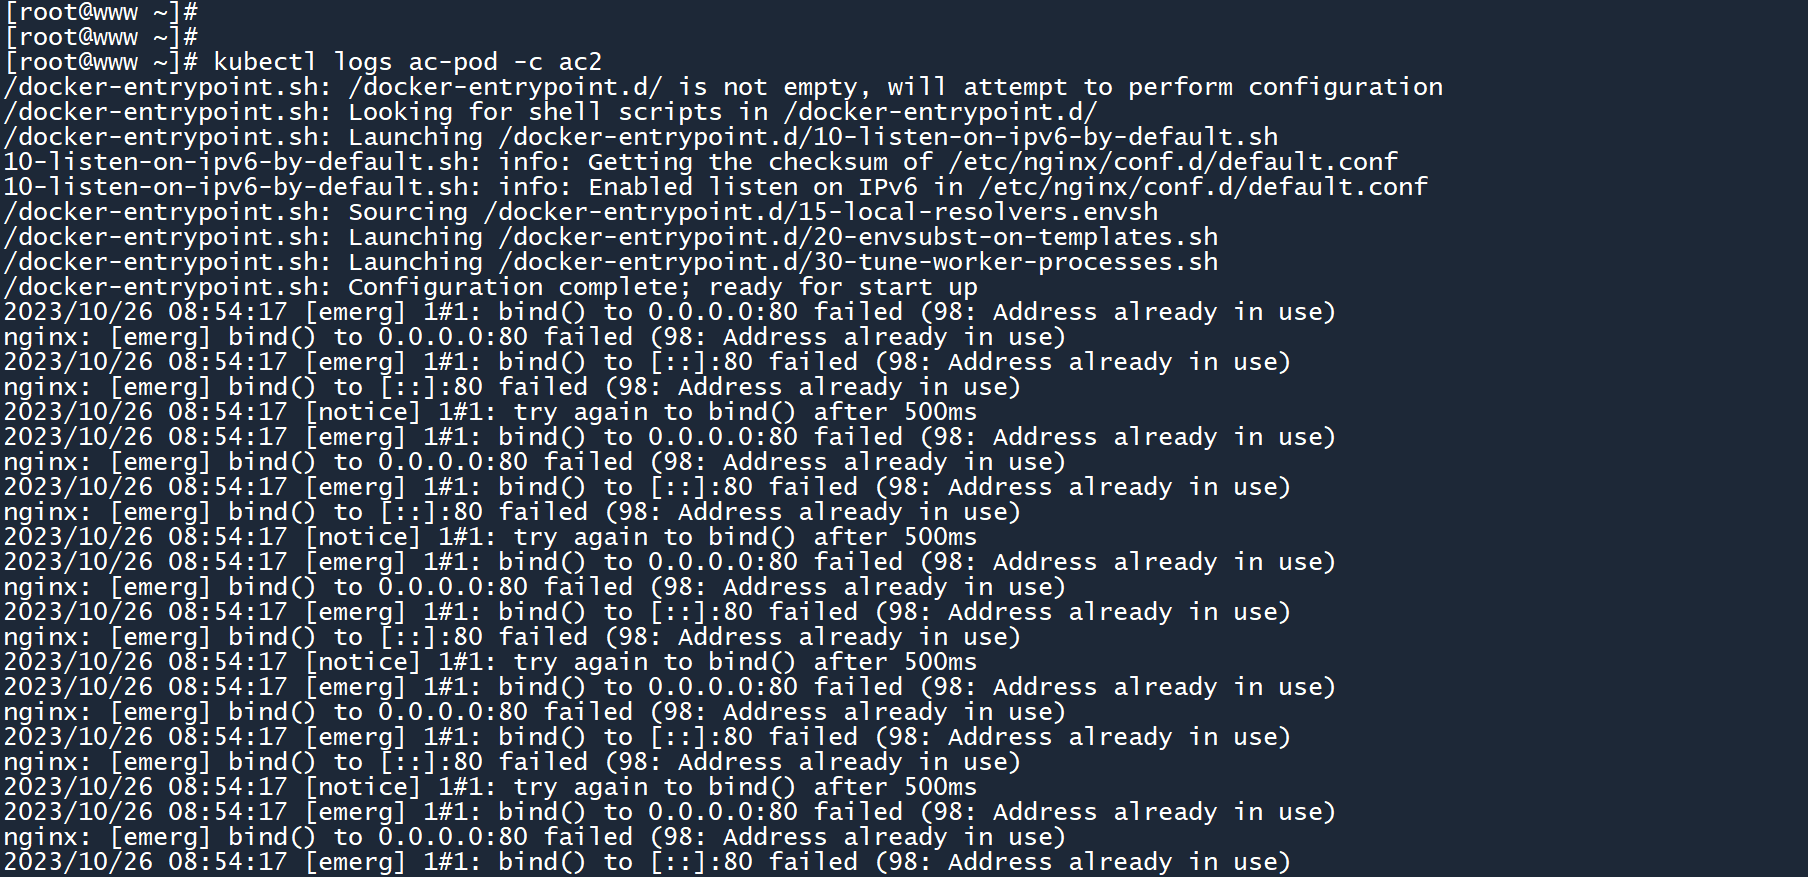 [root@www ~]#
[root@www ~]#
[root@www ~]# kubectl logs ac-pod -c ac2
/docker-entrypoint.sh: /docker-entrypoint.d/ is not empty, will attempt to perform configuration
/docker-entrypoint.sh: Looking for shell scripts in /docker-entrypoint.d/
/docker-entrypoint.sh: Launching /docker-entrypoint.d/10-listen-on-ipv6-by-default.sh
10-listen-on-ipv6-by-default.sh: info: Getting the checksum of /etc/nginx/conf.d/default.conf
10-listen-on-ipv6-by-default.sh: info: Enabled listen on IPv6 in /etc/nginx/conf.d/default.conf
/docker-entrypoint.sh: Sourcing /docker-entrypoint.d/15-local-resolvers.envsh
/docker-entrypoint.sh: Launching /docker-entrypoint.d/20-envsubst-on-templates.sh
/docker-entrypoint.sh: Launching /docker-entrypoint.d/30-tune-worker-processes.sh
/docker-entrypoint.sh: Configuration complete; ready for start up
2023/10/26 08:54:17 [emerg] 1#1: bind() to 0.0.0.0:80 failed (98: Address already in use)
nginx: [emerg] bind() to 0.0.0.0:80 failed (98: Address already in use)
2023/10/26 08:54:17 [emerg] 1#1: bind() to [::]:80 failed (98: Address already in use)
nginx: [emerg] bind() to [::]:80 failed (98: Address already in use)
2023/10/26 08:54:17 [notice] 1#1: try again to bind() after 500ms
2023/10/26 08:54:17 [emerg] 1#1: bind() to 0.0.0.0:80 failed (98: Address already in use)
nginx: [emerg] bind() to 0.0.0.0:80 failed (98: Address already in use)
2023/10/26 08:54:17 [emerg] 1#1: bind() to [::]:80 failed (98: Address already in use)
nginx: [emerg] bind() to [::]:80 failed (98: Address already in use)
2023/10/26 08:54:17 [notice] 1#1: try again to bind() after 500ms
2023/10/26 08:54:17 [emerg] 1#1: bind() to 0.0.0.0:80 failed (98: Address already in use)
nginx: [emerg] bind() to 0.0.0.0:80 failed (98: Address already in use)
2023/10/26 08:54:17 [emerg] 1#1: bind() to [::]:80 failed (98: Address already in use)
nginx: [emerg] bind() to [::]:80 failed (98: Address already in use)
2023/10/26 08:54:17 [notice] 1#1: try again to bind() after 500ms
2023/10/26 08:54:17 [emerg] 1#1: bind() to 0.0.0.0:80 failed (98: Address already in use)
nginx: [emerg] bind() to 0.0.0.0:80 failed (98: Address already in use)
2023/10/26 08:54:17 [emerg] 1#1: bind() to [::]:80 failed (98: Address already in use)
nginx: [emerg] bind() to [::]:80 failed (98: Address already in use)
2023/10/26 08:54:17 [notice] 1#1: try again to bind() after 500ms
2023/10/26 08:54:17 [emerg] 1#1: bind() to 0.0.0.0:80 failed (98: Address already in use)
nginx: [emerg] bind() to 0.0.0.0:80 failed (98: Address already in use)
2023/10/26 08:54:17 [emerg] 1#1: bind() to [::]:80 failed (98: Address already in use)